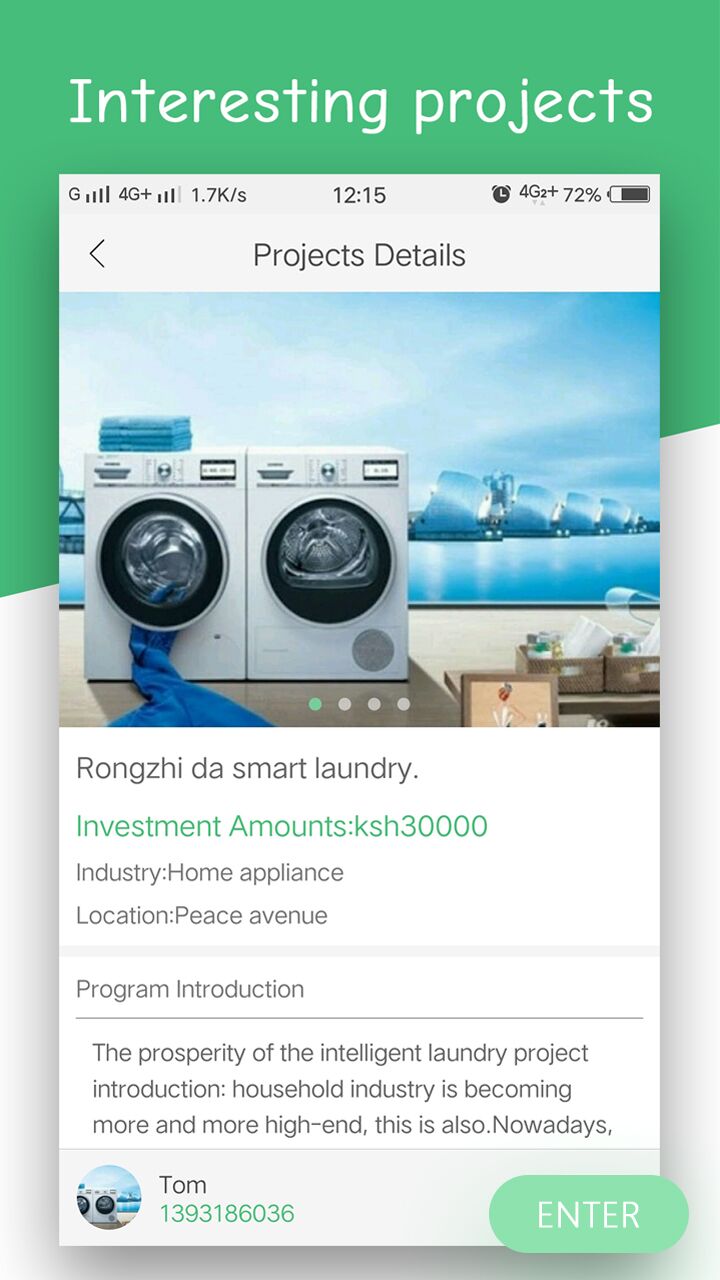 Interesting projects
G 4G+ 1.7K/s 12:15 4G2+ 72%
Projects Details
Rongzhi da smart laundry.
Investment Amounts:ksh30000
Industry:Home appliance
Location:Peace avenue
Program Introduction
The prosperity of the intelligent laundry project
introduction: household industry is becoming
more and more high-end, this is also.Nowadays,
Tom
1393186036
ENTER